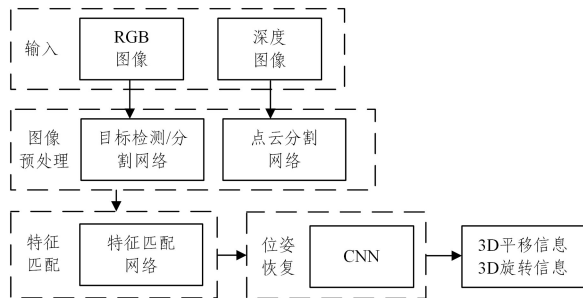 输入
RGB
图像
深度
图像
图像
预处理
目标检测/分
割网络
点云分割
网络
特征
匹配
特征匹配
网络
位姿
恢复
CNN
3D平移信息
3D旋转信息